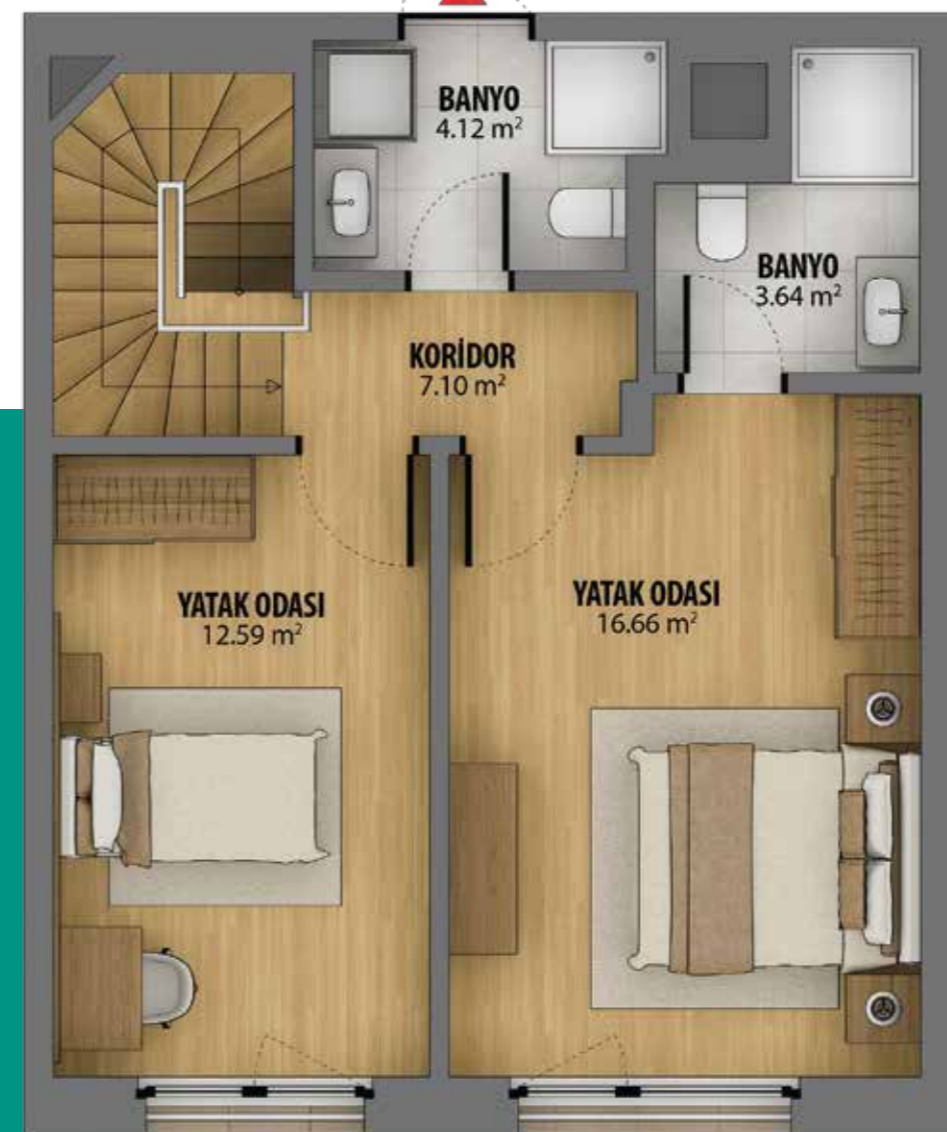 BANYO
4.12 m²
BANYO
3.64 m²
KORİDOR
7.10 m²
YATAK ODASI
12.59 m²
YATAK ODASI
16.66 m²